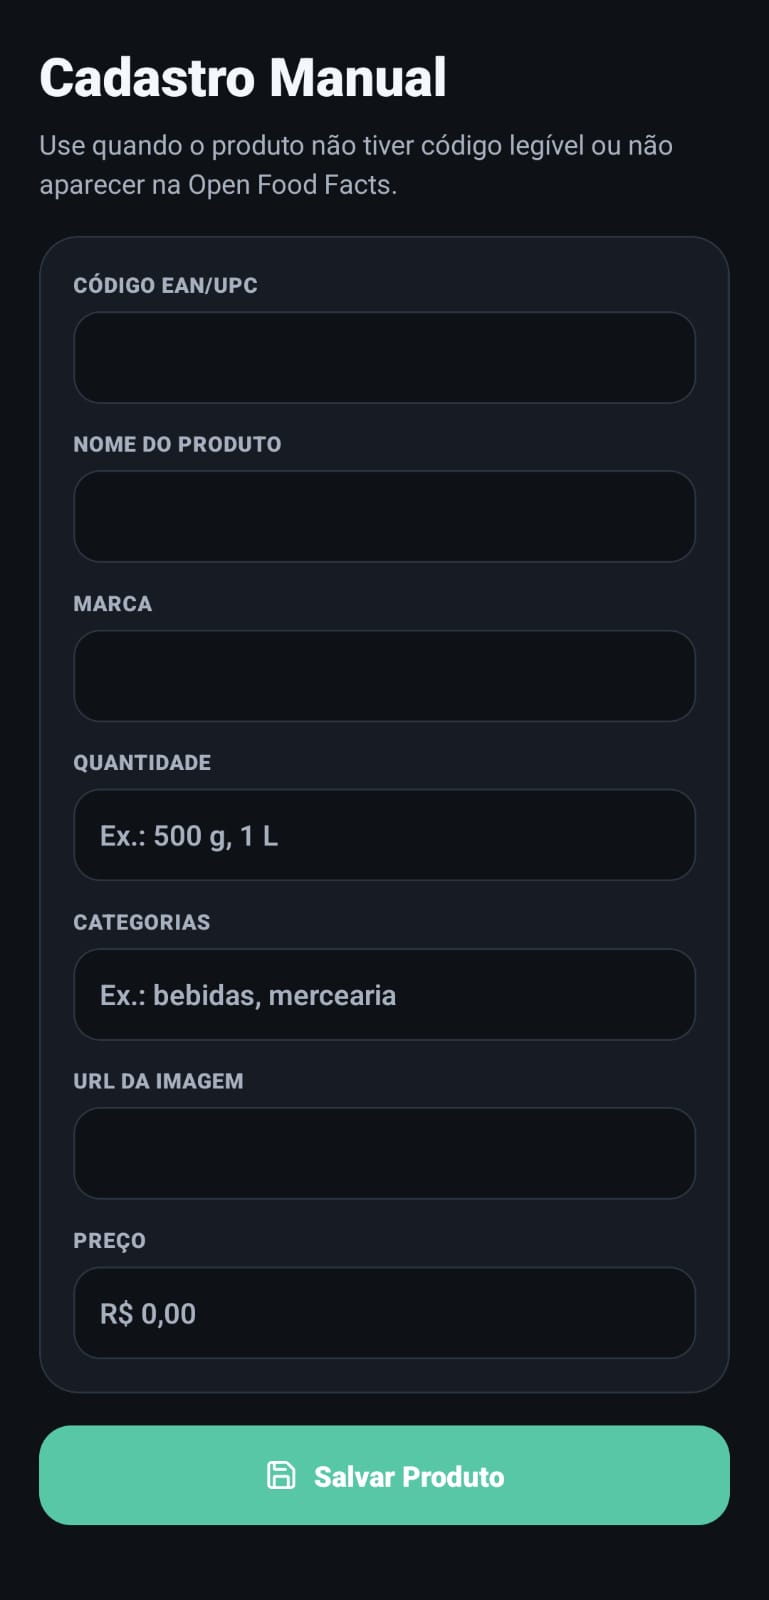 Cadastro Manual
Use quando o produto não tiver código legível ou não
aparecer na Open Food Facts.
CÓDIGO EAN/UPC
NOME DO PRODUTO
MARCA
QUANTIDADE
Ex.: 500 g, 1 L
CATEGORIAS
Ex.: bebidas, mercearia
URL DA IMAGEM
PREÇO
R$ 0,00
Salvar Produto